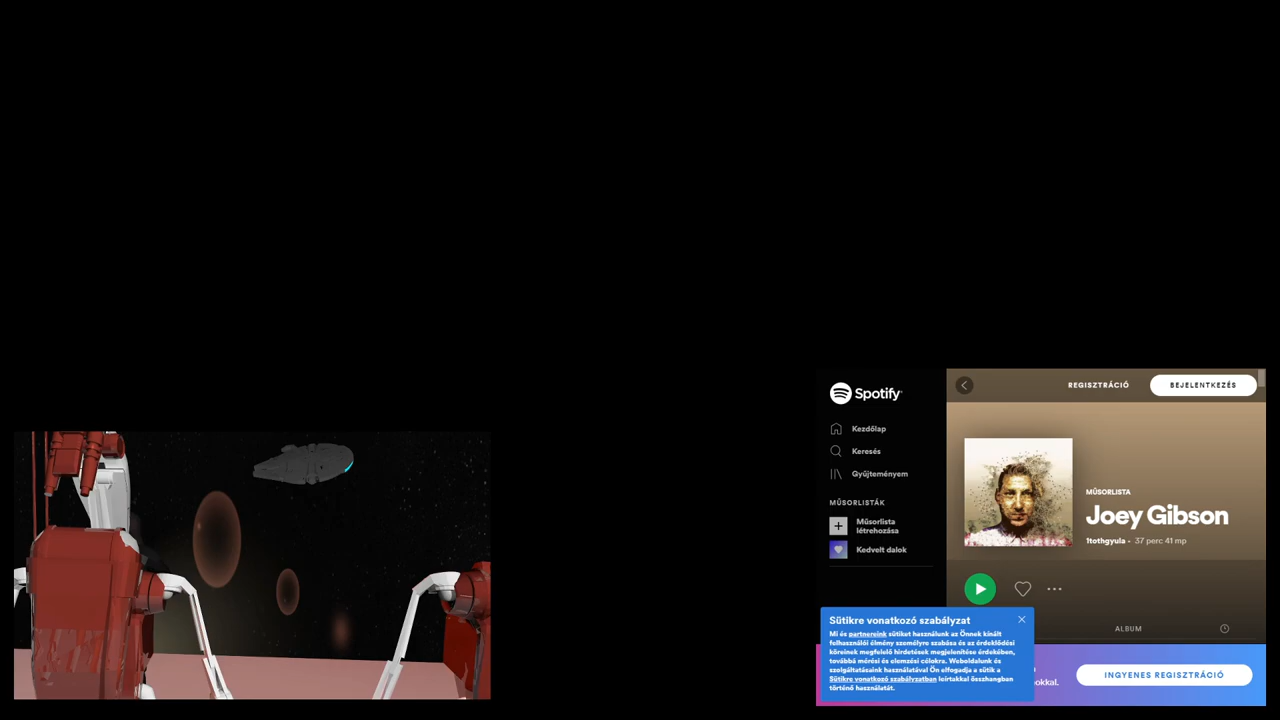 Spotify
Kezdőlap
Keresés
Gyűjteményem
MŰSORLISTÁK
Műsorlista
létrehozása
Kedvelt dalok
REGISZTRÁCIÓ
BEJELENTKEZÉS
MŰSORLISTA
Joey Gibson
1tothgyula • 37 perc 41 mp
ALBUM
Sütikre vonatkozó szabályzat
Mi és partnereink sütiket használunk az Önnek kínált
felhasználói élmény személyre szabása és az érdeklődési
köreinek megfelelő hirdetések megjelenítése érdekében,
továbbá mérési és elemzési célokra. Weboldalunk és
szolgáltatásaink használatával Ön elfogadja a sütik a
Sütikre vonatkozó szabályzatban leírtakkal összhangban
történő használatát.
okkal.
INGYENES REGISZTRÁCIÓ